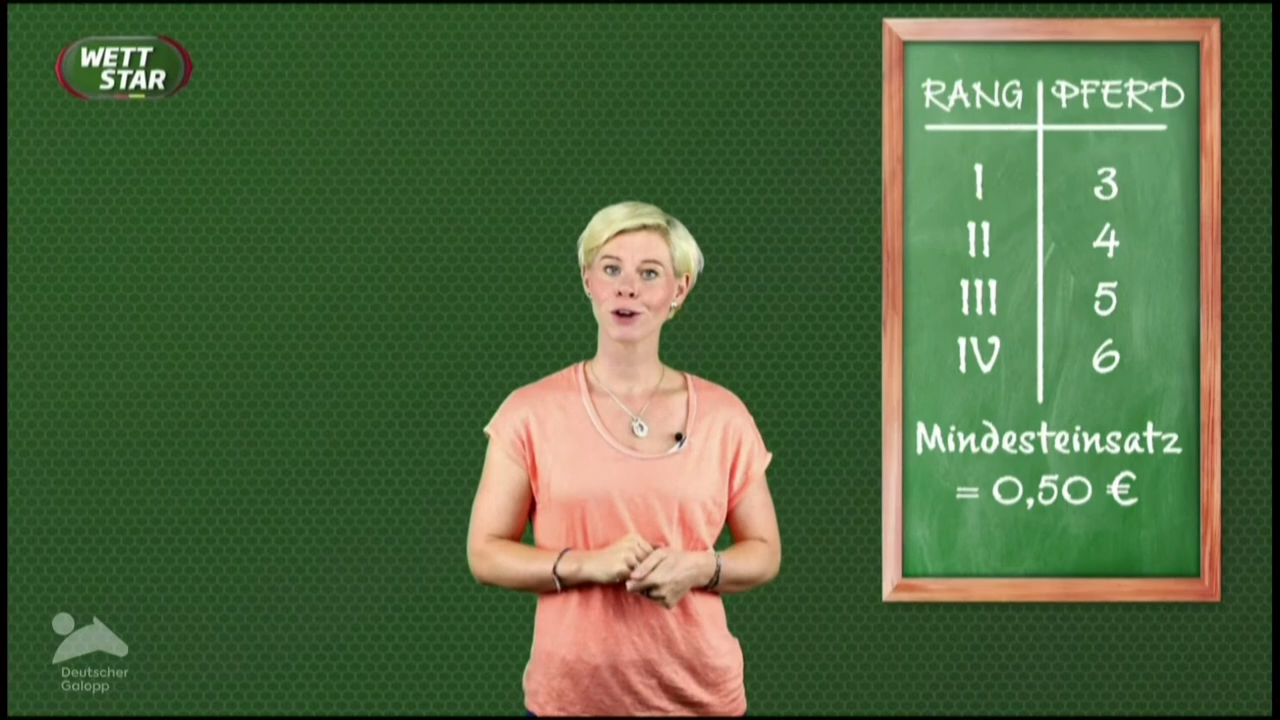 WETT
STAR
RANG PFERD
I 3
II 4
III 5
IV 6
Mindesteinsatz
= 0,50 €
Deutscher
Galopp